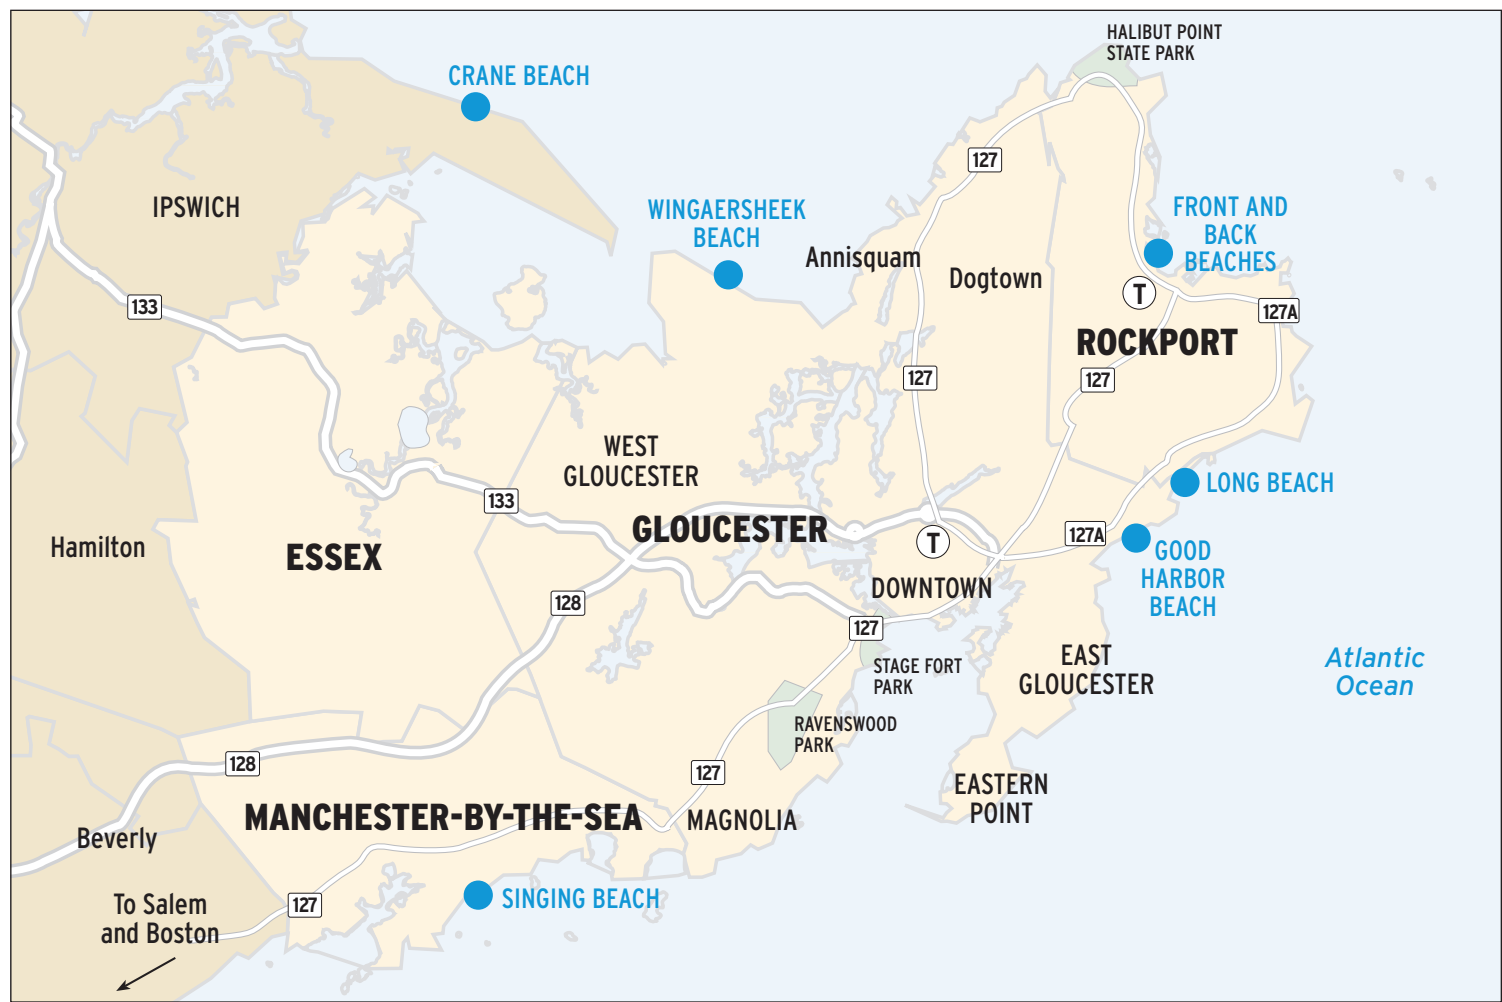 HALIBUT POINT
STATE PARK
CRANE BEACH
127
IPSWICH
WINGAERSHEEK
BEACH
FRONT AND
BACK
BEACHES
Annisquam
Dogtown
T
133
127A
ROCKPORT
127
127
WEST
GLOUCESTER
LONG BEACH
133
GLOUCESTER
127A
T
Hamilton
ESSEX
GOOD
HARBOR
BEACH
DOWNTOWN
128
127
STAGE FORT
PARK
EAST
GLOUCESTER
Atlantic
Ocean
RAVENSWOOD
PARK
128
127
EASTERN
POINT
MANCHESTER-BY-THE-SEA
MAGNOLIA
Beverly
SINGING BEACH
127
To Salem
and Boston